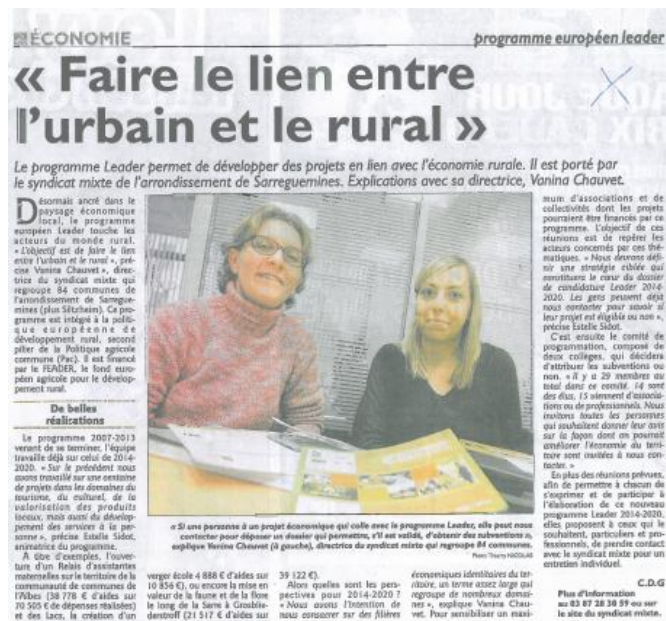 ÉCONOMIE
programme européen leader
« Faire le lien entre
l'urbain et le rural »
Le programme Leader permet de développer des projets en lien avec l'économie rurale. Il est porté par
le syndicat mixte de l'arrondissement de Sarreguemines. Explications avec sa directrice, Vanina Chauvet.
Désormais ancré dans le
paysage économique
local, le programme
européen Leader touche les
acteurs du monde rural.
« L'objectif est de faire le lien
entre l'urbain et le rural », pré-
cise Vanina Chauvet, direc-
trice du syndicat mixte qui
regroupe 84 communes de
l'arrondissement de Sarregue-
mines (plus Siltzheim). Ce pro-
gramme est intégré à la politi-
que européenne de
développement rural, second
pilier de la Politique agricole
commune (Pac). Il est financé
par le FEADER, le fond euro-
péen agricole pour le dévelop-
pement rural.
De belles
réalisations
Le programme 2007-2013
venant de se terminer, l'équipe
travaille déjà sur celui de 2014-
2020. « Sur le précédent nous
avons travaillé sur une centaine
de projets dans les domaines du
tourisme, du culturel, de la
valorisation des produits
locaux, mais aussi du dévelop-
pement des services à la per-
sonne », précise Estelle Sidot,
animatrice du programme.
A titre d'exemples, l'ouver-
ture d'un Relais d'assistantes
maternelles sur le territoire de la
communauté de communes de
l'Albes (38 778 € d'aides sur
70 505 € de dépenses réalisées)
et des Lacs, la création d'un
« Si une personne à un projet économique qui colle avec le programme Leader, elle peut nous
contacter pour déposer un dossier qui permettra, s'il est validé, d'obtenir des subventions »,
explique Vanina Chauvet (à gauche), directrice du syndicat mixte qui regroupe 84 communes.
Photo Thierry NICOLAS
verger école 4 888 € d'aides sur
10 856 €), ou encore la mise en
valeur de la faune et de la flore
le long de la Sarre à Grosblie-
derstroff (21 517 € d'aides sur
39 122 €).
Alors quelles sont les pers-
pectives pour 2014-2020 ?
« Nous avons l'intention de
nous consacrer sur des filières
économiques identitaires du ter-
ritoire, un terme assez large qui
regroupe de nombreux domai-
nes », explique Vanina Chau-
vet. Pour sensibiliser un maxi-
mum d'associations et de
collectivités dont les projets
pourraient être financés par ce
programme. L'objectif de ces
réunions est de repérer les
acteurs concernés par ces thé-
matiques. « Nous devrons défi-
nir une stratégie ciblée qui
constituera le cœur du dossier
de candidature Leader 2014-
2020. Les gens peuvent déjà
nous contacter pour savoir si
leur projet est éligible ou non »,
précise Estelle Sidot.
C'est ensuite le comité de
programmation, composé de
deux collèges, qui décidera
d'attribuer les subventions ou
non. « Il y a 29 membres au
total dans ce comité. 14 sont
des élus, 15 viennent d'associa-
tions ou de professionnels. Nous
invitons toutes les personnes
qui souhaitent donner leur avis
sur la façon dont on pourrait
améliorer l'économie du terri-
toire sont invitées à nous con-
tacter. »
En plus des réunions prévues,
afin de permettre à chacun de
s'exprimer et de participer à
l'élaboration de ce nouveau
programme Leader 2014-2020,
elles proposent à ceux qui le
souhaitent, particuliers et pro-
fessionnels, de prendre contact
avec le syndicat mixte pour un
entretien individuel.
C.D.G
Plus d'information
au 03 87 28 30 59 ou sur
le site du syndicat mixte.